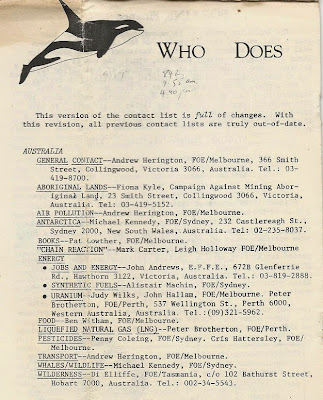 WHO DOES
9.55 am
4.40 pm
This version of the contact list is full of changes. With
this revision, all previous contact lists are truly out-of-date.
AUSTRALIA
GENERAL CONTACT--Andrew Herington, FOE/Melbourne, 366 Smith
Street, Collingwood, Victoria 3066, Australia. Tel.: 03-
419-8700.
ABORIGINAL LANDS--Fiona Kyle, Campaign Against Mining Abor-
iginal Land, 23 Smith Street, Collingwood 3066, Victoria,
Australia. Tel: 03-419-5152.
AIR POLLUTION--Andrew Herington, FOE/Melbourne.
ANTARCTICA--Michael Kennedy, FOE/Sydney, 232 Castlereagh St.,
Sydney 2000, New South Wales, Australia. Tel: 02-235-8037.
BOOKS--Pat Lowther, FOE/Melbourne.
"CHAIN REACTION"--Mark Carter, Leigh Holloway FOE/Melbourne
ENERGY
• JOBS AND ENERGY--John Andrews, E.F.F.E., 672B Glenferrie
Rd., Hawthorn 3122, Victoria, Australia. Tel: 03-819-2888.
• SYNTHETIC FUELS--Alistair Machin, FOE/Sydney.
• URANIUM--Judy Wilks, John Hallam, FOE/Melbourne. Peter
Brotherton, FOE/Perth, 537 Wellington St., Perth 6000,
Western Australia, Australia. Tel.:(09)321-5962.
FOOD--Ben Witham, FOE/Melbourne.
LIQUEFIED NATURAL GAS (LNG)--Peter Brotherton, FOE/Perth.
PESTICIDES--Penny Coleing, FOE/Sydney. Cris Hattersley, FOE/
Melbourne.
TRANSPORT--Andrew Herington, FOE/Melbourne.
WHALES/WILDLIFE--Michael Kennedy, FOE/Sydney.
WILDERNESS--Di Elliffe, FOE/Tasmania, c/o 102 Bathurst Street,
Hobart 7000, Australia. Tel.: 002-34-5543.